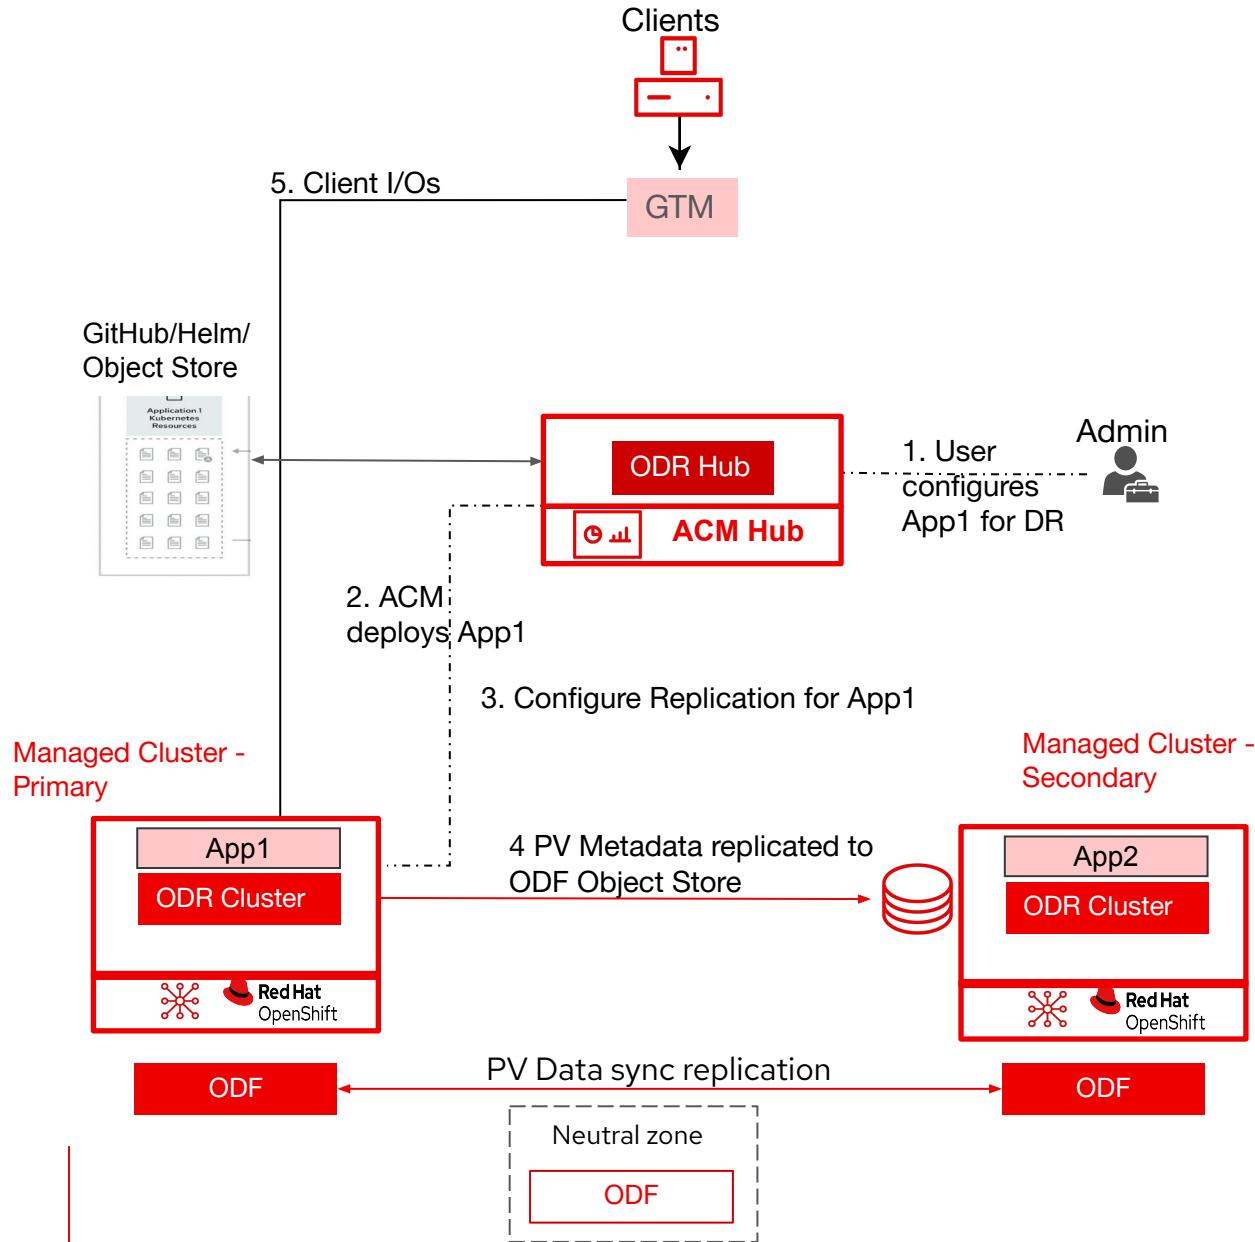 Clients
5. Client I/Os
GTM
GitHub/Helm/
Object Store
Application 1
Kubernetes
Resources
ODR Hub
ACM Hub
1. User
configures
App1 for DR
Admin
2. ACM
deploys App1
3. Configure Replication for App1
Managed Cluster -
Primary
Managed Cluster -
Secondary
App1
ODR Cluster
4 PV Metadata replicated to
ODF Object Store
App2
ODR Cluster
Red Hat
OpenShift
Red Hat
OpenShift
ODF
PV Data sync replication
ODF
Neutral zone
ODF